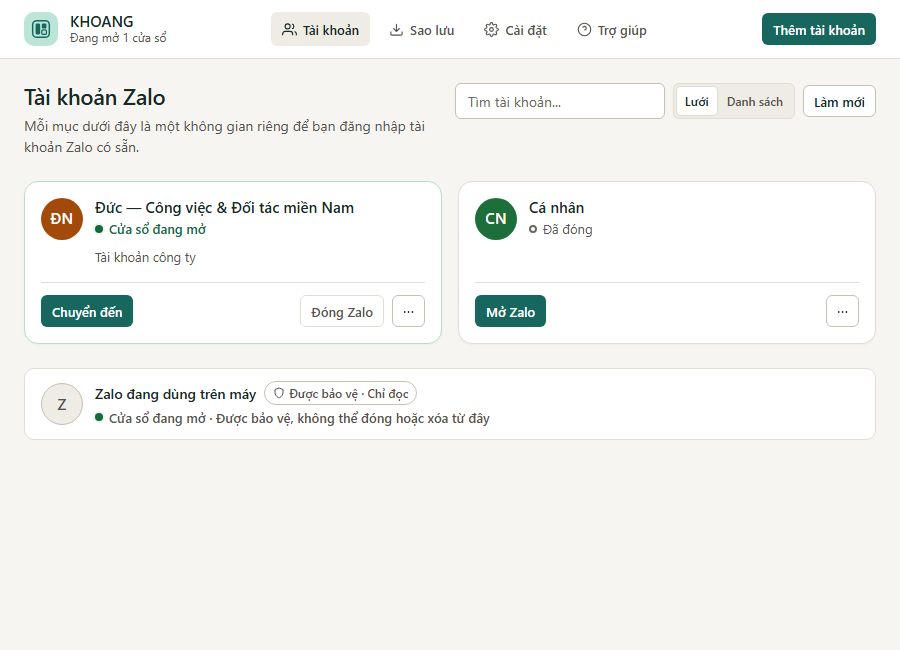 KHOANG
Đang mở 1 cửa sổ
Tài khoản
Sao lưu
Cài đặt
Trợ giúp
Thêm tài khoản
Tài khoản Zalo
Mỗi mục dưới đây là một không gian riêng để bạn đăng nhập tài
khoản Zalo có sẵn.
Tìm tài khoản...
Lưới
Danh sách
Làm mới
ĐN
Đức — Công việc & Đối tác miền Nam
Cửa sổ đang mở
Tài khoản công ty
Chuyển đến
Đóng Zalo
...
CN
Cá nhân
Đã đóng
Mở Zalo
...
Z
Zalo đang dùng trên máy
Được bảo vệ · Chỉ đọc
Cửa sổ đang mở · Được bảo vệ, không thể đóng hoặc xóa từ đây